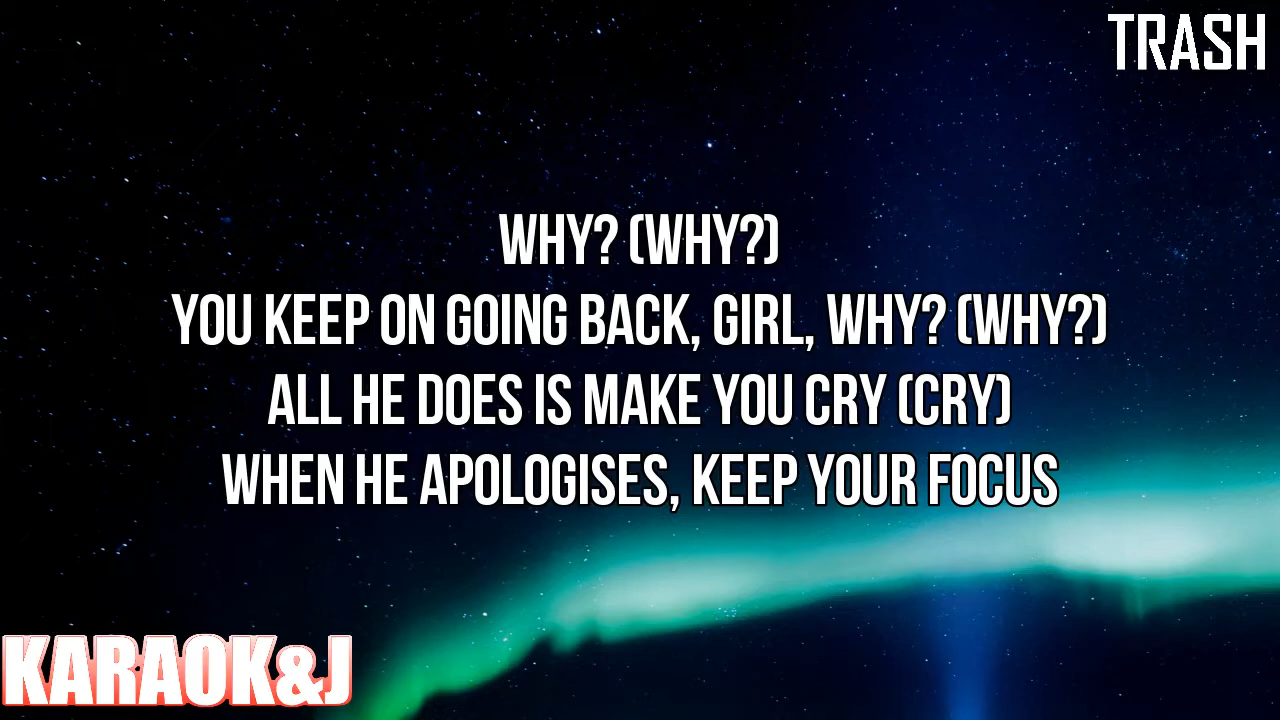 TRASH
WHY? (WHY?)
YOU KEEP ON GOING BACK, GIRL, WHY? (WHY?)
ALL HE DOES IS MAKE YOU CRY (CRY)
WHEN HE APOLOGISES, KEEP YOUR FOCUS
KARAOK&J